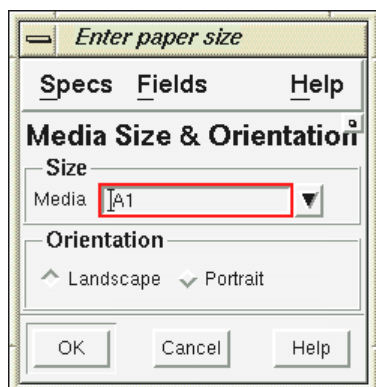 Enter paper size
Specs Fields Help
Media Size & Orientation
Size
Media A1
Orientation
Landscape Portrait
OK Cancel Help